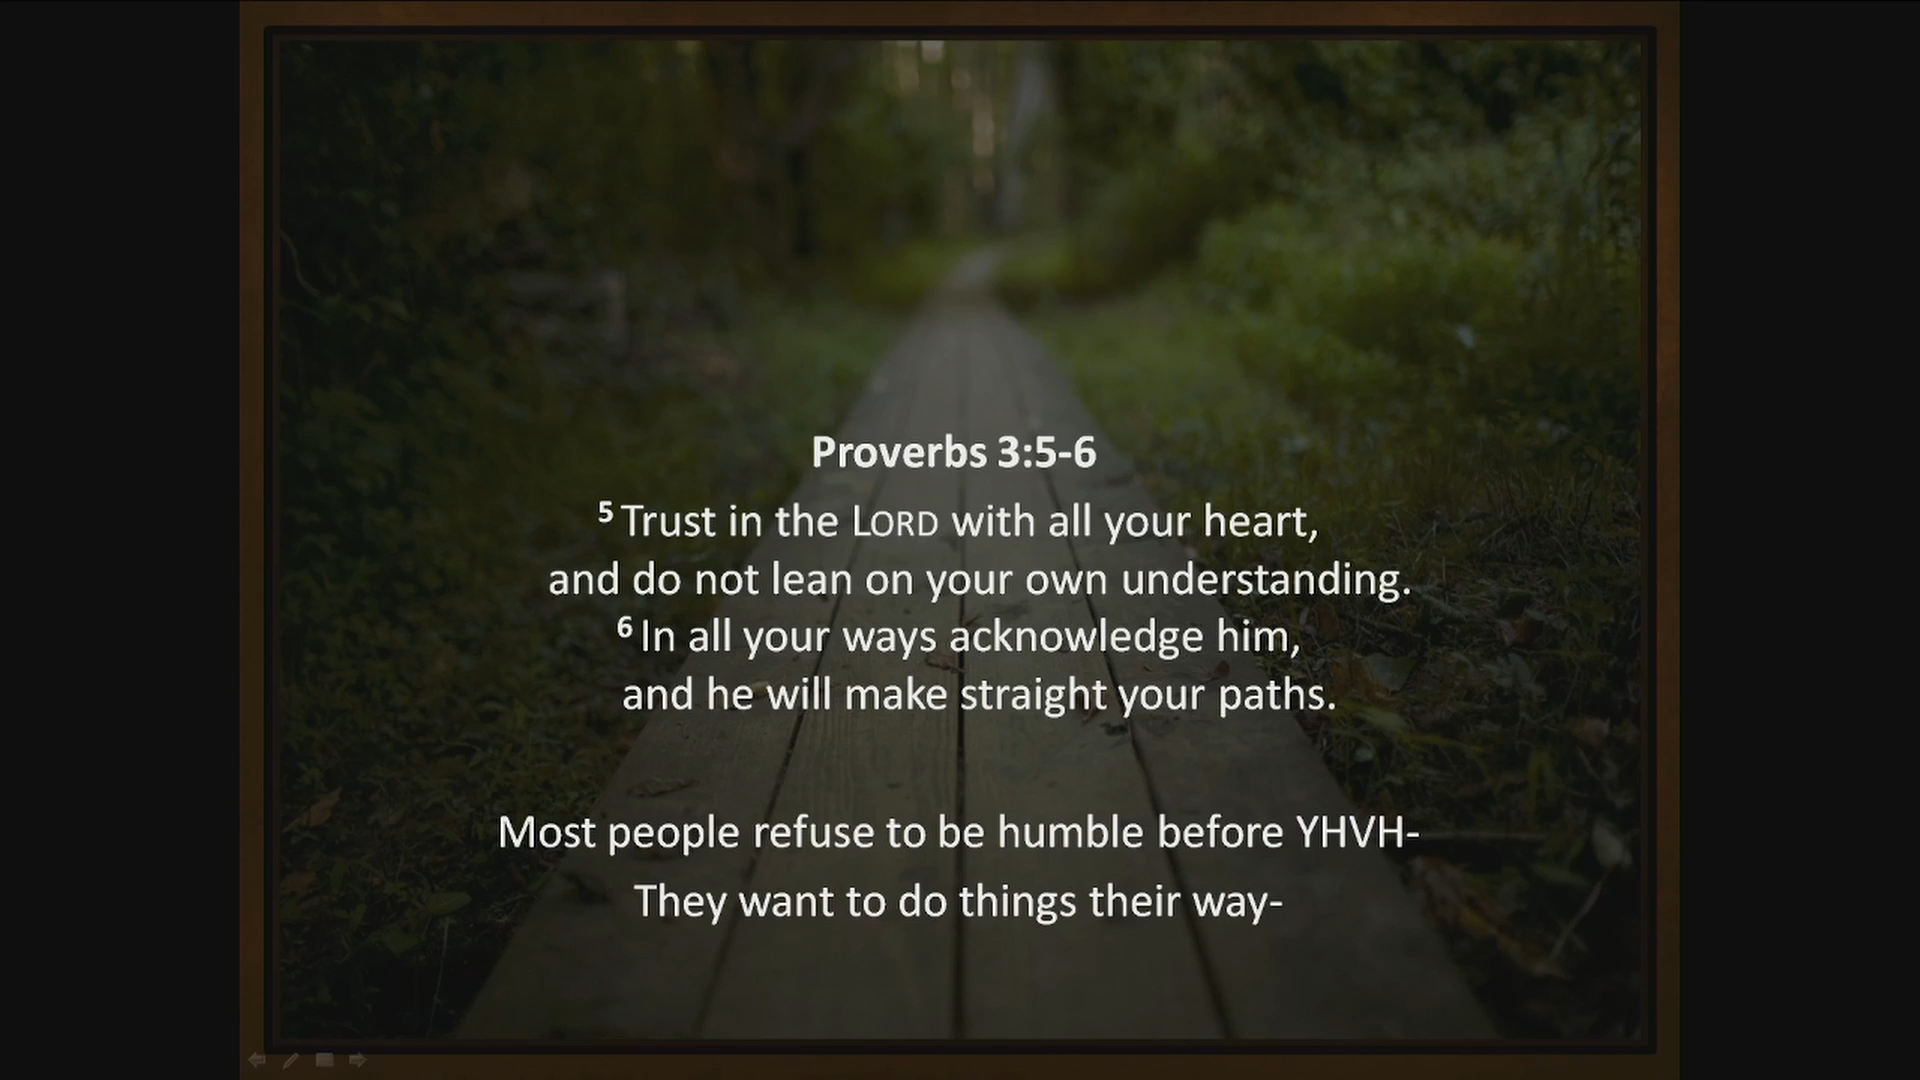 Proverbs 3:5-6
5 Trust in the LORD with all your heart,
and do not lean on your own understanding.
6 In all your ways acknowledge him,
and he will make straight your paths.
Most people refuse to be humble before YHVH-
They want to do things their way-